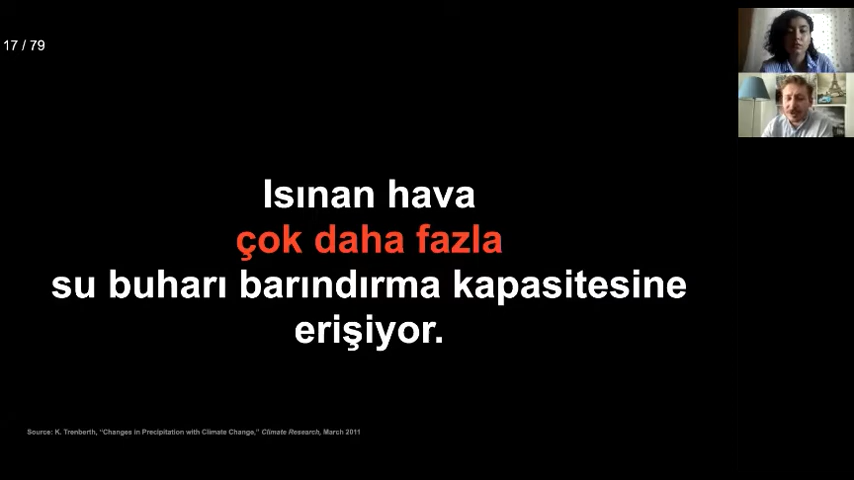 17 / 79
Isınan hava
çok daha fazla
su buharı barındırma kapasitesine
erişiyor.
Source: K. Trenberth, "Changes in Precipitation with Climate Change," Climate Research, March 2011